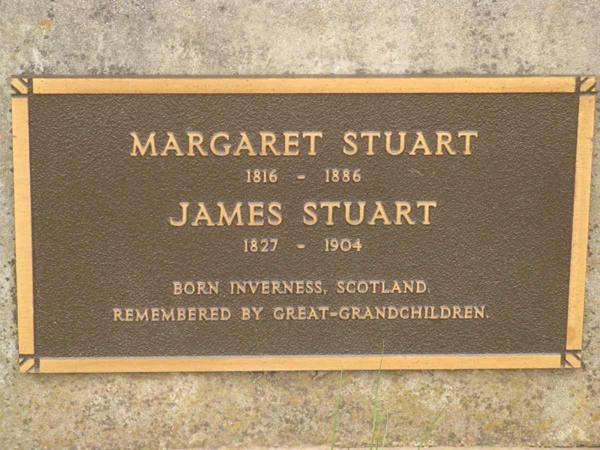 MARGARET STUART
1816 - 1886
JAMES STUART
1827 - 1904
BORN INVERNESS, SCOTLAND.
REMEMBERED BY GREAT-GRANDCHILDREN.